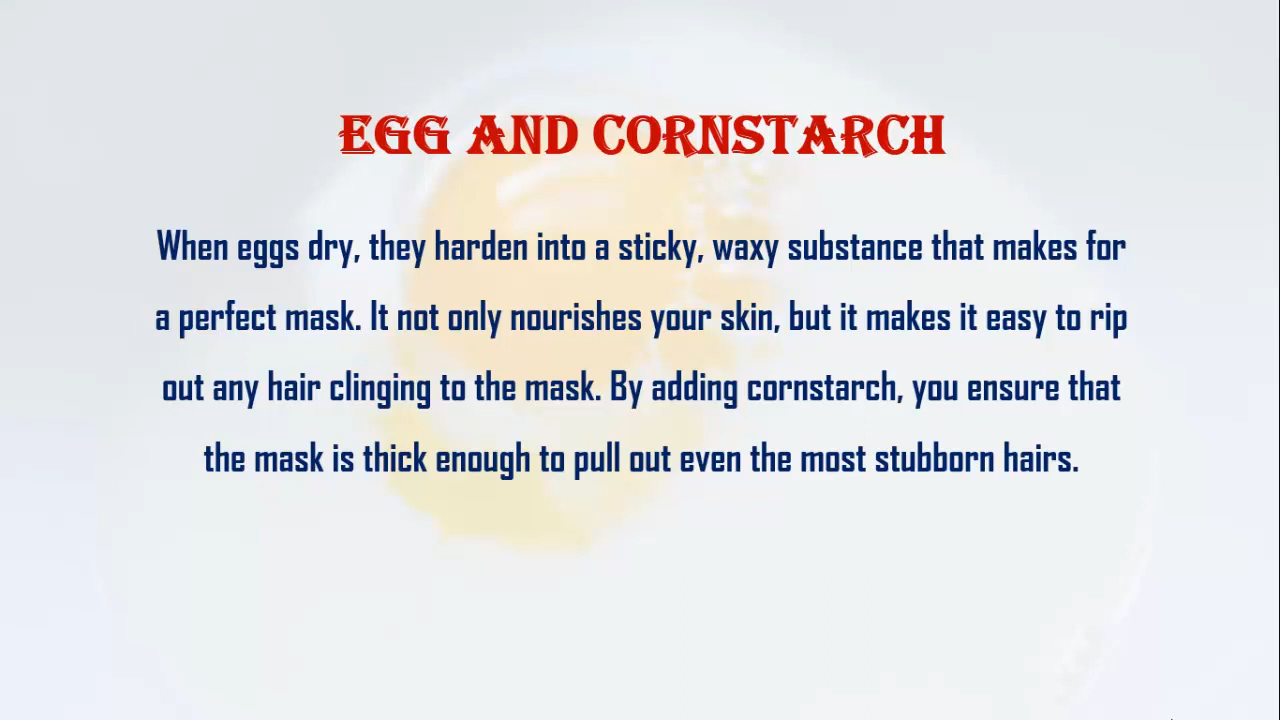 EGG AND CORNSTARCH
When eggs dry, they harden into a sticky, waxy substance that makes for
a perfect mask. It not only nourishes your skin, but it makes it easy to rip
out any hair clinging to the mask. By adding cornstarch, you ensure that
the mask is thick enough to pull out even the most stubborn hairs.